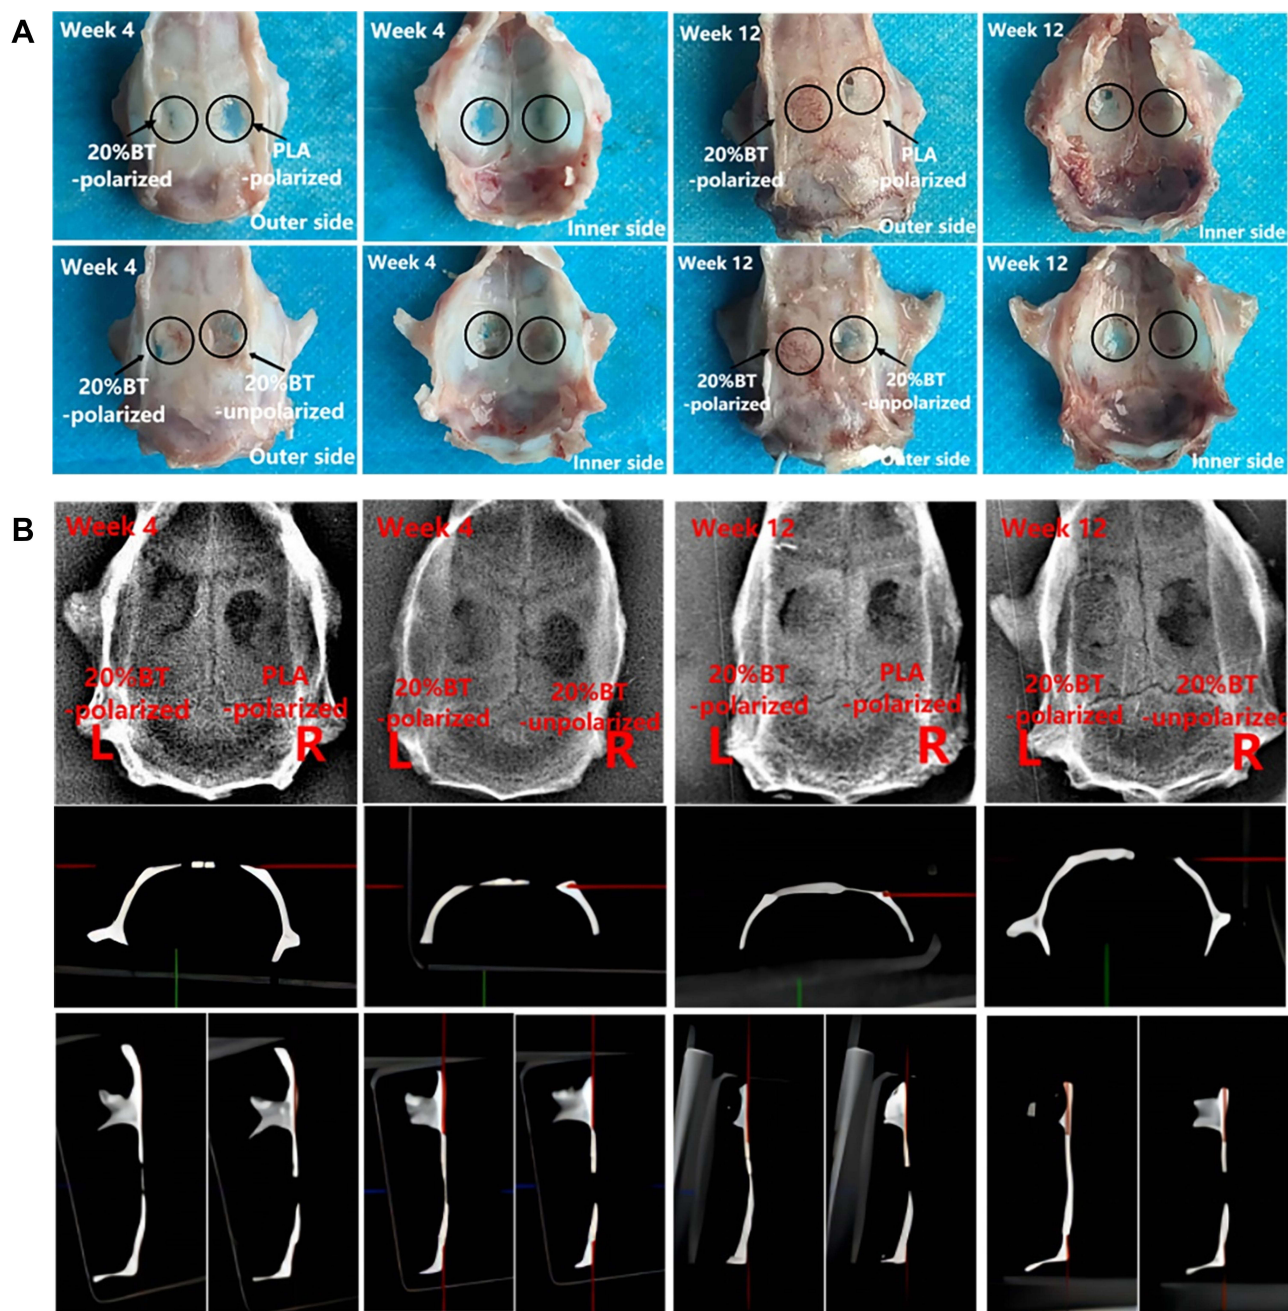 A
Week 4
20%BT
-polarized
PLA
-polarized
Outer side
Week 4
Inner side
Week 12
20%BT
-polarized
PLA
-polarized
Outer side
Week 12
Inner side
Week 4
20%BT
-polarized
20%BT
-unpolarized
Outer side
Week 4
Inner side
Week 12
20%BT
-polarized
20%BT
-unpolarized
Outer side
Week 12
Inner side
B
Week 4
20%BT
-polarized
PLA
-polarized
L
R
Week 4
20%BT
-polarized
20%BT
-unpolarized
L
R
Week 12
20%BT
-polarized
PLA
-polarized
L
R
Week 12
20%BT
-polarized
20%BT
-unpolarized
L
R